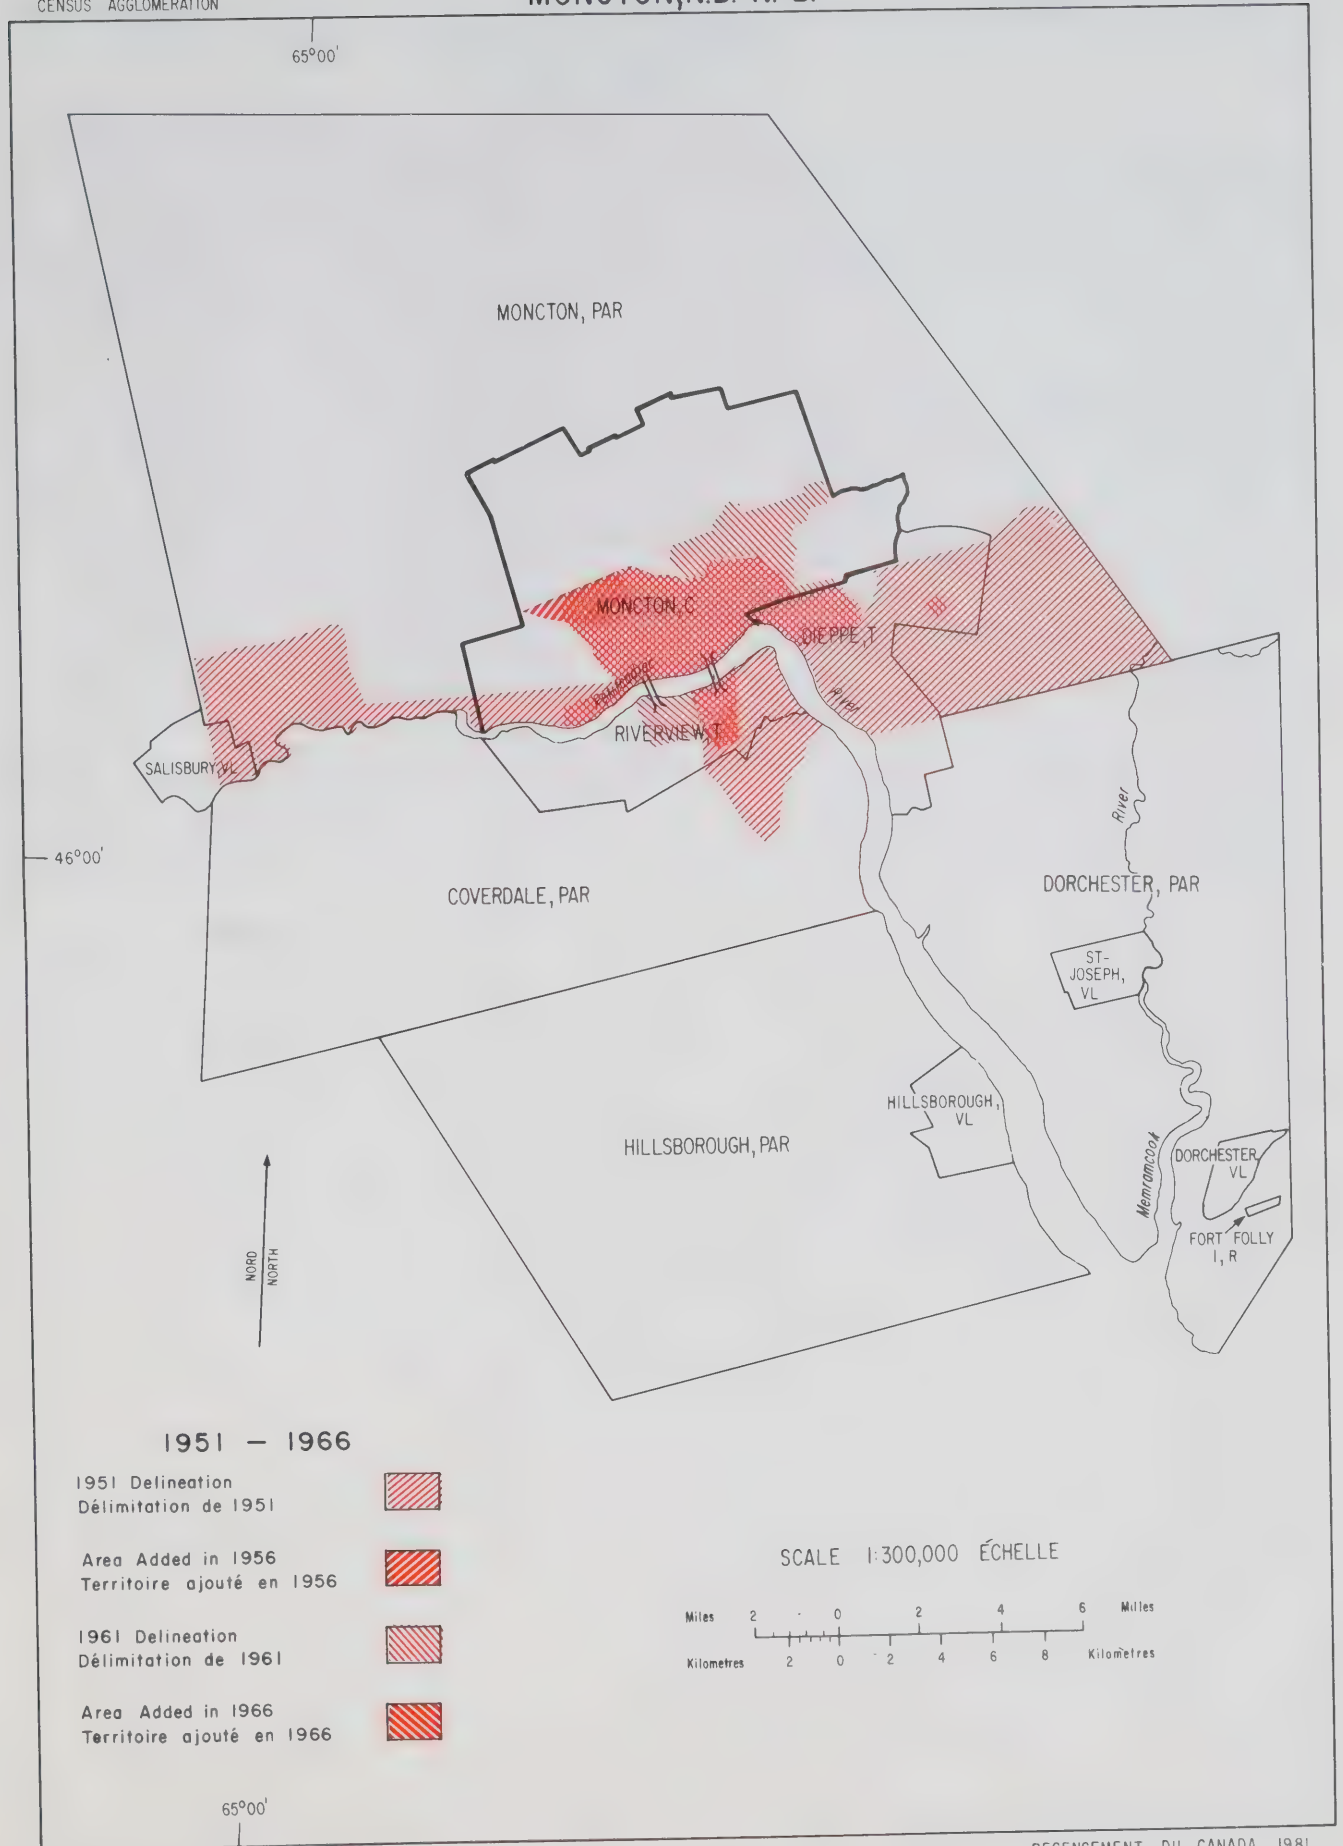 CENSUS AGGLOMERATION
MONCTON, N.B.
65°00'
MONCTON, PAR
MONCTON, C
DIEPPE, T
River
RIVERVIEW, T
SALISBURY, VL
46°00'
River
COVERDALE, PAR
DORCHESTER, PAR
ST-
JOSEPH,
VL
HILLSBOROUGH,
VL
HILLSBOROUGH, PAR
Memramcook
DORCHESTER,
VL
FORT FOLLY
I, R
NORD
NORTH
1951 – 1966
1951 Delineation
Délimitation de 1951
Area Added in 1956
Territoire ajouté en 1956
1961 Delineation
Délimitation de 1961
Area Added in 1966
Territoire ajouté en 1966
SCALE 1:300,000 ÉCHELLE
Miles 2 0 2 4 6 Milles
Kilometres 2 0 2 4 6 8 Kilomètres
65°00'
RECENSEMENT DU CANADA 1981